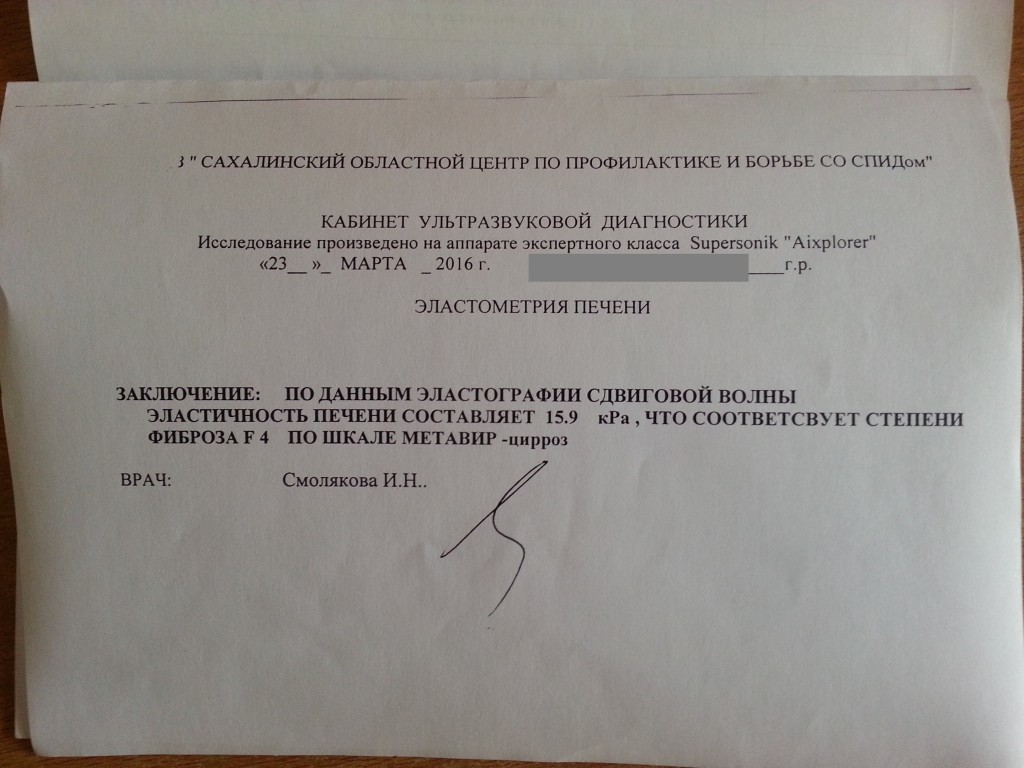 " САХАЛИНСКИЙ ОБЛАСТНОЙ ЦЕНТР ПО ПРОФИЛАКТИКЕ И БОРЬБЕ СО СПИДом"
КАБИНЕТ УЛЬТРАЗВУКОВОЙ ДИАГНОСТИКИ
Исследование произведено на аппарате экспертного класса Supersonik "Aixplorer"
«23__ »_ МАРТА _ 2016 г. ____г.р.
ЭЛАСТОМЕТРИЯ ПЕЧЕНИ
ЗАКЛЮЧЕНИЕ: ПО ДАННЫМ ЭЛАСТОГРАФИИ СДВИГОВОЙ ВОЛНЫ
ЭЛАСТИЧНОСТЬ ПЕЧЕНИ СОСТАВЛЯЕТ 15.9 кРа , ЧТО СООТВЕТСВУЕТ СТЕПЕНИ
ФИБРОЗА F 4 ПО ШКАЛЕ МЕТАВИР -цирроз
ВРАЧ: Смолякова И.Н..